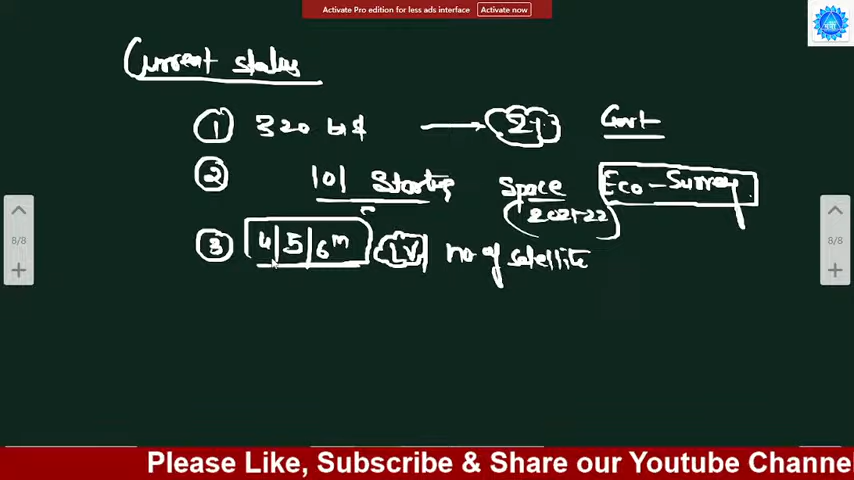 Activate Pro edition for less ads interface Activate now
Current status
① 320 b$ → 2% Govt
② 101 Startup Space Eco-Survey
(2021-22)
③ 4|5|6m LV no of satellite
8/8
8/8
Please Like, Subscribe & Share our Youtube Channe